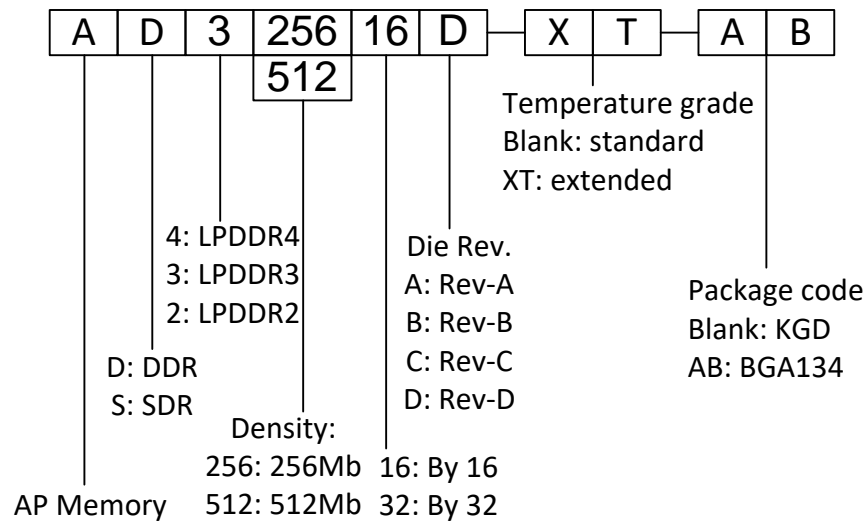 A D 3 256 16 D X T A B
512
Temperature grade
Blank: standard
XT: extended
4: LPDDR4
3: LPDDR3
2: LPDDR2
Die Rev.
A: Rev-A
B: Rev-B
C: Rev-C
D: Rev-D
Package code
Blank: KGD
AB: BGA134
D: DDR
S: SDR
Density:
256: 256Mb
512: 512Mb
16: By 16
32: By 32
AP Memory